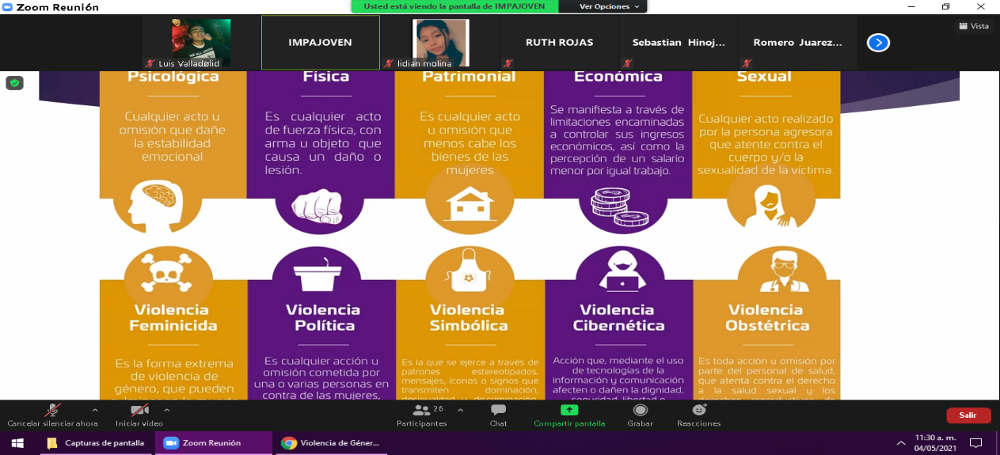 Zoom Reunión
Usted está viendo la pantalla de IMPAJOVEN
Ver Opciones
Vista
Luis Valladolid
IMPAJOVEN
lidian molina
RUTH ROJAS
Sebastian Hinoj...
Romero Juarez...
Psicológica
Cualquier acto u
omisión que dañe
la estabilidad
emocional
Física
Es cualquier acto
de fuerza física, con
arma u objeto que
causa un daño o
lesión.
Patrimonial
Es cualquier acto
u omisión que
menos cabe los
bienes de las
mujeres
Económica
Se manifiesta a través de
limitaciones encaminadas
a controlar sus ingresos
económicos, así como la
percepción de un salario
menor por igual trabajo.
Sexual
Cualquier acto realizado
por la persona agresora
que atente contra el
cuerpo y/o la
sexualidad de la víctima.
Violencia
Feminicida
Es la forma extrema
de violencia de
género, que pueden
Violencia
Política
Es cualquier acción u
omisión cometida por
una o varias personas en
contra de las mujeres,
Violencia
Simbólica
Es la que se ejerce a través de
patrones estereotipados,
mensajes, íconos o signos que
transmiten dominación,
desigualdad y discriminación
Violencia
Cibernética
Acción que, mediante el uso
de tecnologías de la
información y comunicación
afecten o dañen la dignidad,
seguridad, libertad e
Violencia
Obstétrica
Es toda acción u omisión por
parte del personal de salud,
que atenta contra el derecho
a la salud sexual y los
derechos reproductivos de
Cancelar silenciar ahora
Iniciar video
Participantes
26
Chat
Compartir pantalla
Grabar
Reacciones
Salir
Capturas de pantalla
Zoom Reunión
Violencia de Géner...
11:30 a. m.
04/05/2021